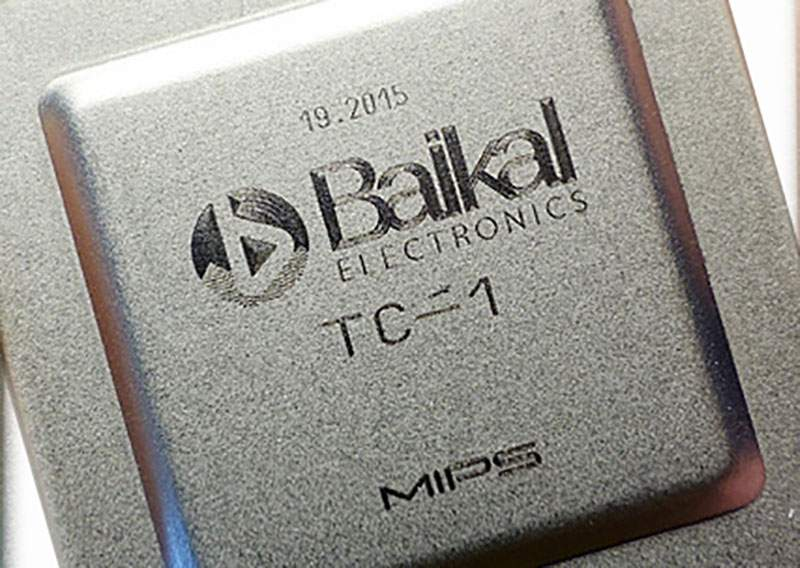 19.2015
Baikal
ELECTRONICS
TC-1
MIPS